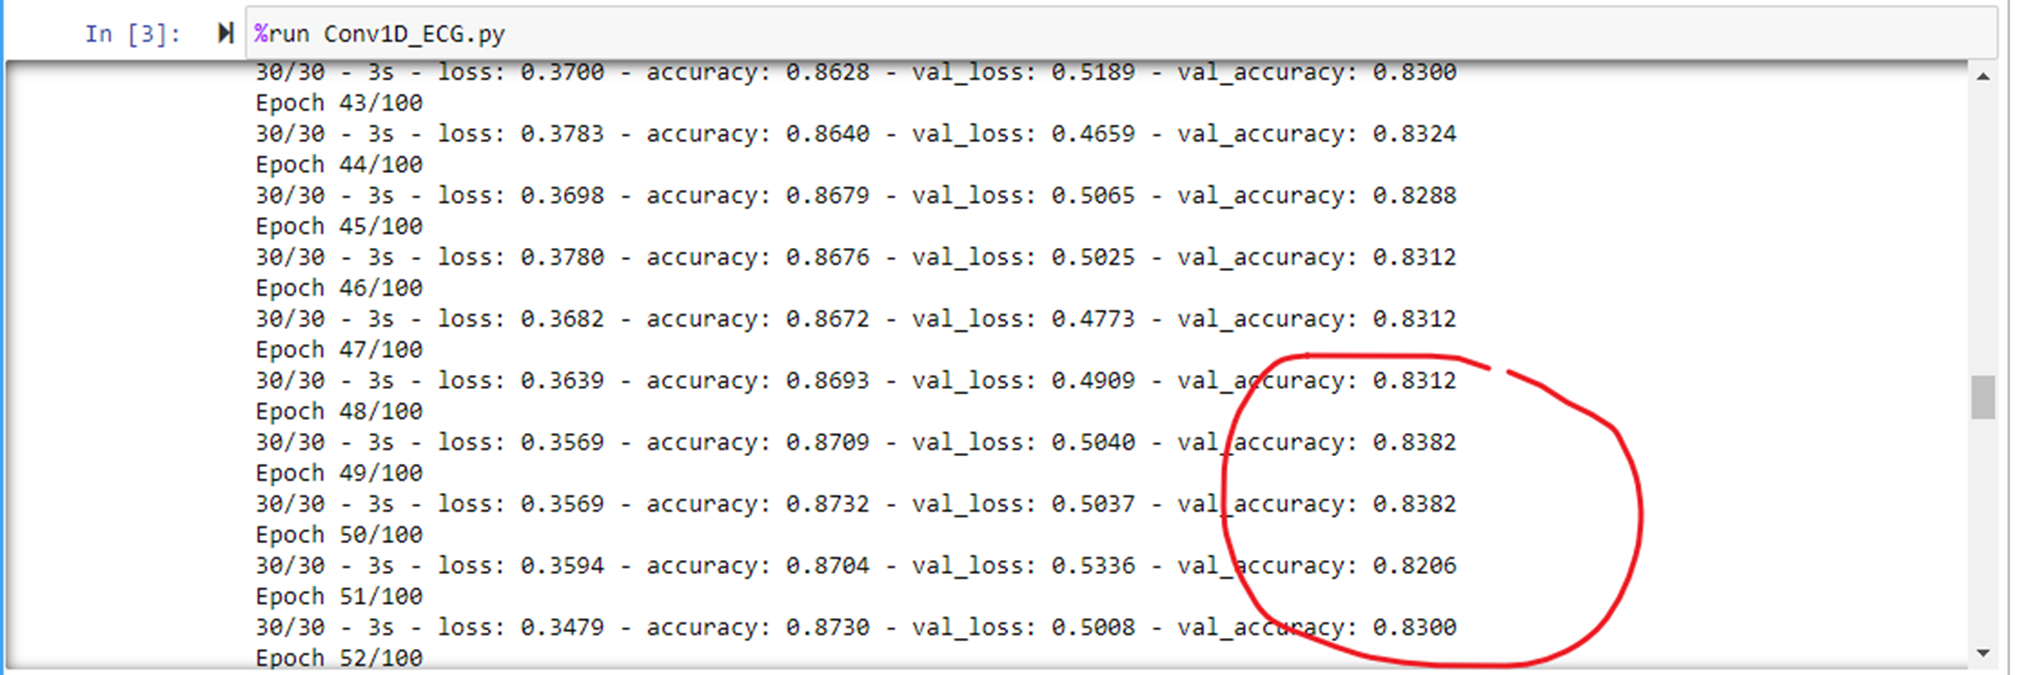 In [3]: %run Conv1D_ECG.py
30/30 - 3s - loss: 0.3700 - accuracy: 0.8628 - val_loss: 0.5189 - val_accuracy: 0.8300
Epoch 43/100
30/30 - 3s - loss: 0.3783 - accuracy: 0.8640 - val_loss: 0.4659 - val_accuracy: 0.8324
Epoch 44/100
30/30 - 3s - loss: 0.3698 - accuracy: 0.8679 - val_loss: 0.5065 - val_accuracy: 0.8288
Epoch 45/100
30/30 - 3s - loss: 0.3780 - accuracy: 0.8676 - val_loss: 0.5025 - val_accuracy: 0.8312
Epoch 46/100
30/30 - 3s - loss: 0.3682 - accuracy: 0.8672 - val_loss: 0.4773 - val_accuracy: 0.8312
Epoch 47/100
30/30 - 3s - loss: 0.3639 - accuracy: 0.8693 - val_loss: 0.4909 - val_accuracy: 0.8312
Epoch 48/100
30/30 - 3s - loss: 0.3569 - accuracy: 0.8709 - val_loss: 0.5040 - val_accuracy: 0.8382
Epoch 49/100
30/30 - 3s - loss: 0.3569 - accuracy: 0.8732 - val_loss: 0.5037 - val_accuracy: 0.8382
Epoch 50/100
30/30 - 3s - loss: 0.3594 - accuracy: 0.8704 - val_loss: 0.5336 - val_accuracy: 0.8206
Epoch 51/100
30/30 - 3s - loss: 0.3479 - accuracy: 0.8730 - val_loss: 0.5008 - val_accuracy: 0.8300
Epoch 52/100